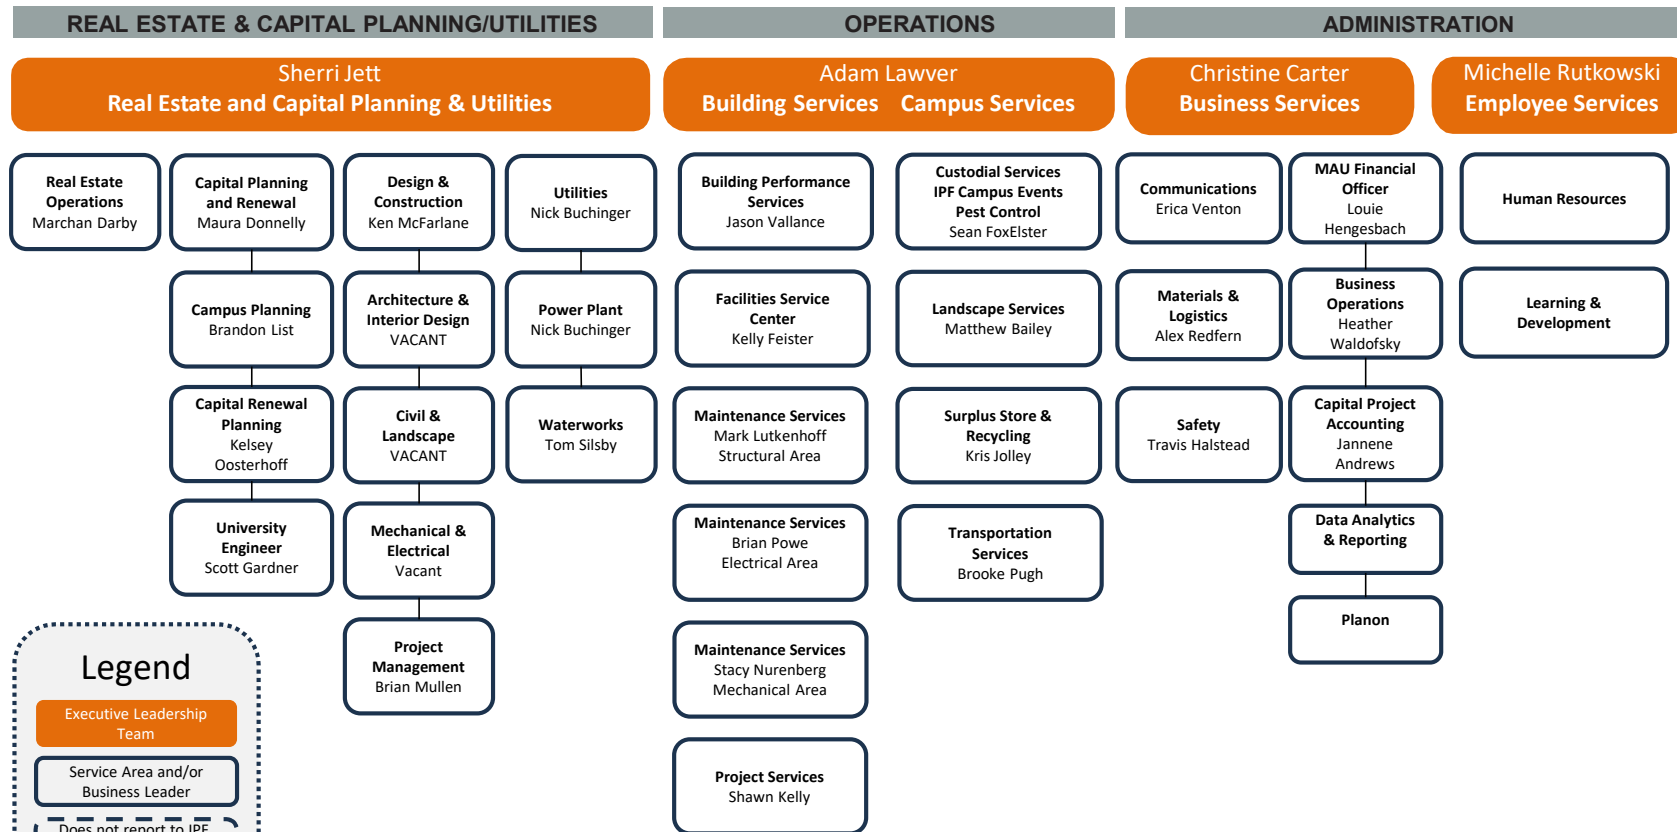 REAL ESTATE & CAPITAL PLANNING/UTILITIES
OPERATIONS
ADMINISTRATION
Sherri Jett
Real Estate and Capital Planning & Utilities
Adam Lawver
Building Services Campus Services
Christine Carter
Business Services
Michelle Rutkowski
Employee Services
Real Estate
Operations
Marchan Darby
Capital Planning
and Renewal
Maura Donnelly
Campus Planning
Brandon List
Capital Renewal
Planning
Kelsey
Oosterhoff
University
Engineer
Scott Gardner
Design &
Construction
Ken McFarlane
Architecture &
Interior Design
VACANT
Civil &
Landscape
VACANT
Mechanical &
Electrical
Vacant
Project
Management
Brian Mullen
Utilities
Nick Buchinger
Power Plant
Nick Buchinger
Waterworks
Tom Silsby
Building Performance
Services
Jason Vallance
Facilities Service
Center
Kelly Feister
Maintenance Services
Mark Lutkenhoff
Structural Area
Maintenance Services
Brian Powe
Electrical Area
Maintenance Services
Stacy Nurenberg
Mechanical Area
Project Services
Shawn Kelly
Custodial Services
IPF Campus Events
Pest Control
Sean FoxElster
Landscape Services
Matthew Bailey
Surplus Store &
Recycling
Kris Jolley
Transportation
Services
Brooke Pugh
Communications
Erica Venton
Materials &
Logistics
Alex Redfern
Safety
Travis Halstead
MAU Financial
Officer
Louie
Hengesbach
Business
Operations
Heather
Waldofsky
Capital Project
Accounting
Jannene
Andrews
Data Analytics
& Reporting
Planon
Human Resources
Learning &
Development
Legend
Executive Leadership
Team
Service Area and/or
Business Leader
Does not report to IPF